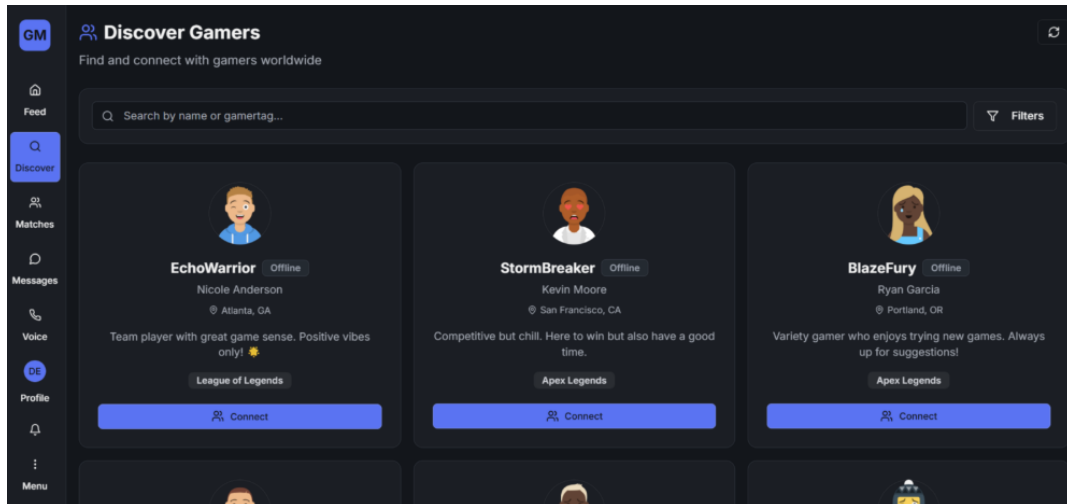 GM
Feed
Discover
Matches
Messages
Voice
DE
Profile
Menu
Discover Gamers
Find and connect with gamers worldwide
Search by name or gamertag...
Filters
EchoWarrior Offline
Nicole Anderson
Atlanta, GA
Team player with great game sense. Positive vibes
only! 🌟
League of Legends
Connect
StormBreaker Offline
Kevin Moore
San Francisco, CA
Competitive but chill. Here to win but also have a good
time.
Apex Legends
Connect
BlazeFury Offline
Ryan Garcia
Portland, OR
Variety gamer who enjoys trying new games. Always
up for suggestions!
Apex Legends
Connect